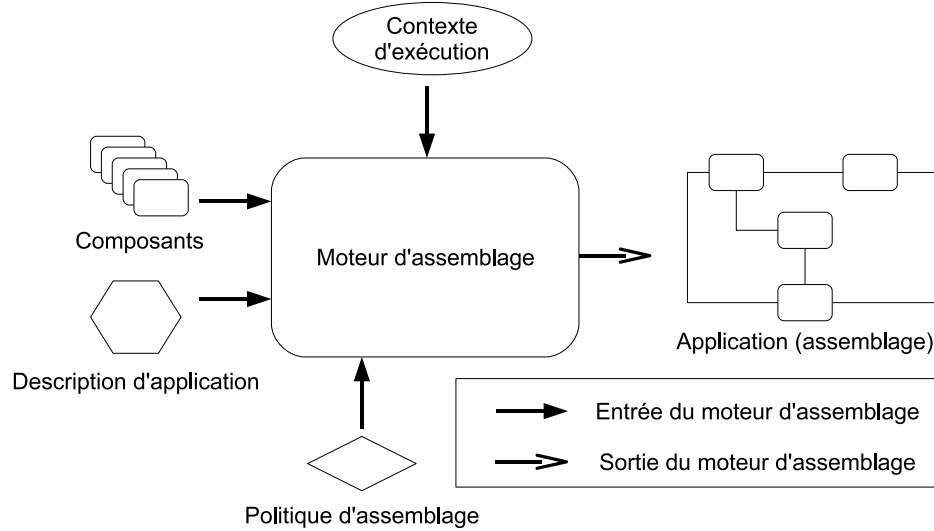 Contexte
d'exécution
Composants
Moteur d'assemblage
Application (assemblage)
Description d'application
Entrée du moteur d'assemblage
Sortie du moteur d'assemblage
Politique d'assemblage